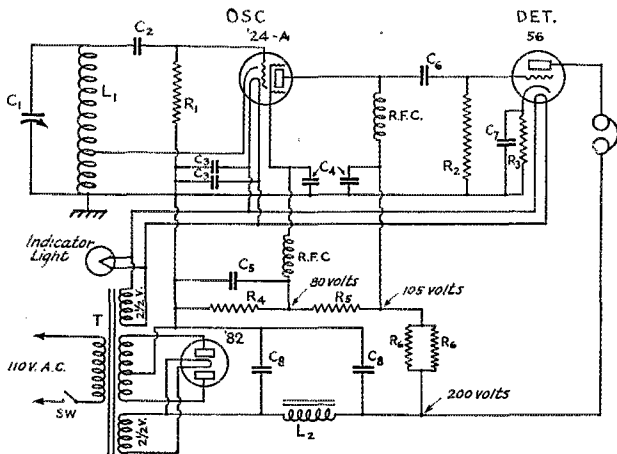 OSC
'24-A
DET.
56
C2
C6
C1
L1
R1
R.F.C.
C7
R2
R3
C3
C3
C4
Indicator
Light
R.F.C
C5
80 volts
105 volts
2½ V.
R4
R5
T
'82
110 V. A.C.
C8
C8
R6
R6
SW
200 volts
2½ V.
L2